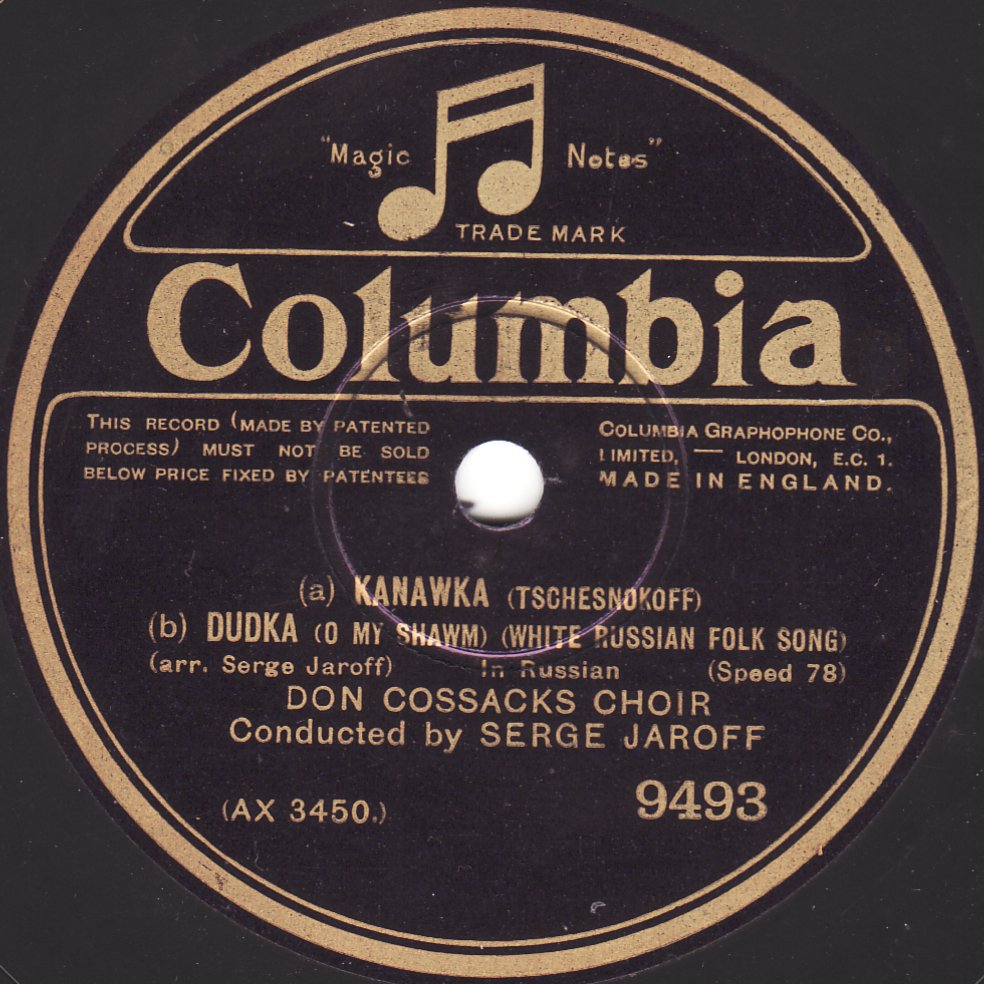 "Magic Notes"
TRADE MARK
Columbia
THIS RECORD (MADE BY PATENTED
PROCESS) MUST NOT BE SOLD
BELOW PRICE FIXED BY PATENTEES
COLUMBIA GRAPHOPHONE CO.,
LIMITED, — LONDON, E.C. 1.
MADE IN ENGLAND.
(a) KANAWKA (TSCHESNOKOFF)
(b) DUDKA (O MY SHAWM) (WHITE RUSSIAN FOLK SONG)
(arr. Serge Jaroff) In Russian (Speed 78)
DON COSSACKS CHOIR
Conducted by SERGE JAROFF
(AX 3450.) 9493